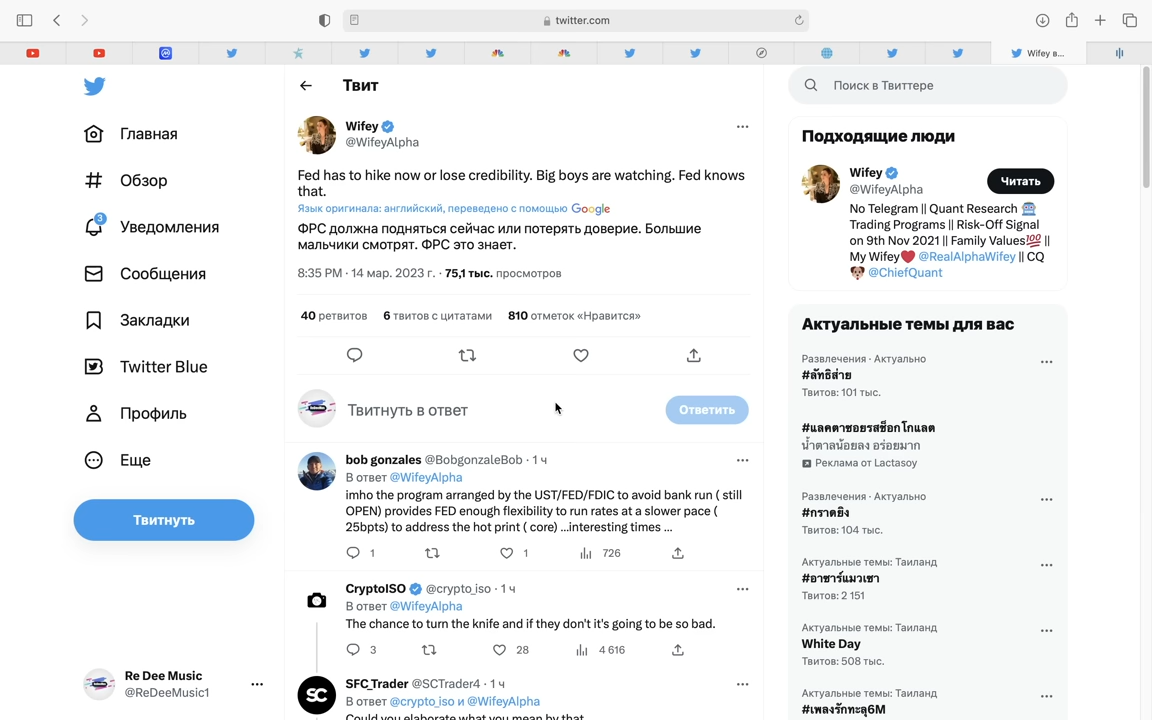 twitter.com
Wifey в...
Твит
Поиск в Твиттере
Главная
Обзор
3
Уведомления
Сообщения
Закладки
Twitter Blue
Профиль
Еще
Твитнуть
Re Dee Music
@ReDeeMusic1
Wifey
@WifeyAlpha
Fed has to hike now or lose credibility. Big boys are watching. Fed knows
that.
Язык оригинала: английский, переведено с помощью Google
ФРС должна подняться сейчас или потерять доверие. Большие
мальчики смотрят. ФРС это знает.
8:35 PM · 14 мар. 2023 г. · 75,1 тыс. просмотров
40 ретвитов 6 твитов с цитатами 810 отметок «Нравится»
Твитнуть в ответ
Ответить
bob gonzales @BobgonzaleBob · 1 ч
В ответ @WifeyAlpha
imho the program arranged by the UST/FED/FDIC to avoid bank run ( still
OPEN) provides FED enough flexibility to run rates at a slower pace (
25bpts) to address the hot print ( core) ...interesting times ...
1 1 726
CryptoISO @crypto_iso · 1 ч
В ответ @WifeyAlpha
The chance to turn the knife and if they don't it's going to be so bad.
3 28 4 616
SC
SFC_Trader @SCTrader4 · 1 ч
В ответ @crypto_iso и @WifeyAlpha
Could you elaborate what you mean by that
Подходящие люди
Wifey
@WifeyAlpha
Читать
No Telegram || Quant Research
Trading Programs || Risk-Off Signal
on 9th Nov 2021 || Family Values💯 ||
My Wife❤️ @RealAlphaWifey || CQ
@ChiefQuant
Актуальные темы для вас
Развлечения · Актуально
#ลัทธิส่าย
Твитов: 101 тыс.
#แลคตาซอยรสช็อกโกแลต
น้ำตาลน้อยลง อร่อยมาก
Реклама от Lactasoy
Развлечения · Актуально
#กราดยิง
Твитов: 104 тыс.
Актуальные темы: Таиланд
#อาซาร์แมวเซา
Твитов: 2 151
Актуальные темы: Таиланд
White Day
Твитов: 508 тыс.
Актуальные темы: Таиланд
#เพลงรักทะลุ6M